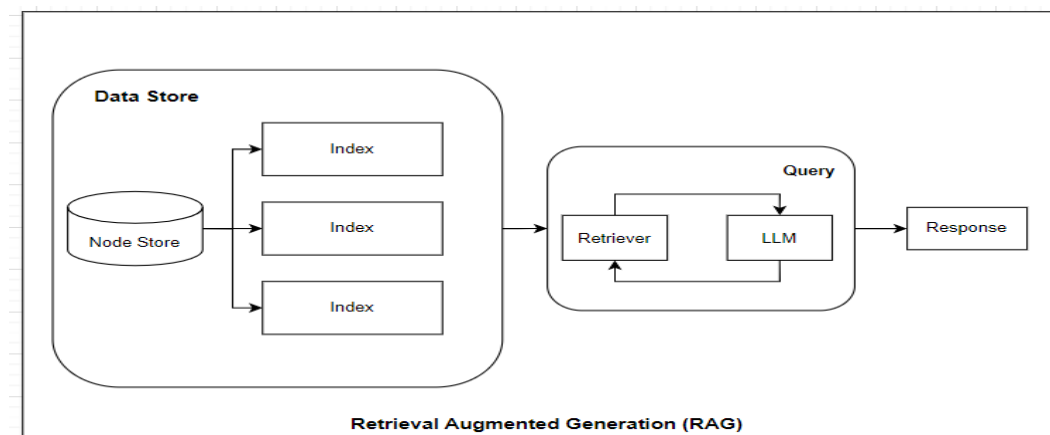 Data Store
Index
Node Store
Index
Index
Query
Retriever
LLM
Response
Retrieval Augmented Generation (RAG)